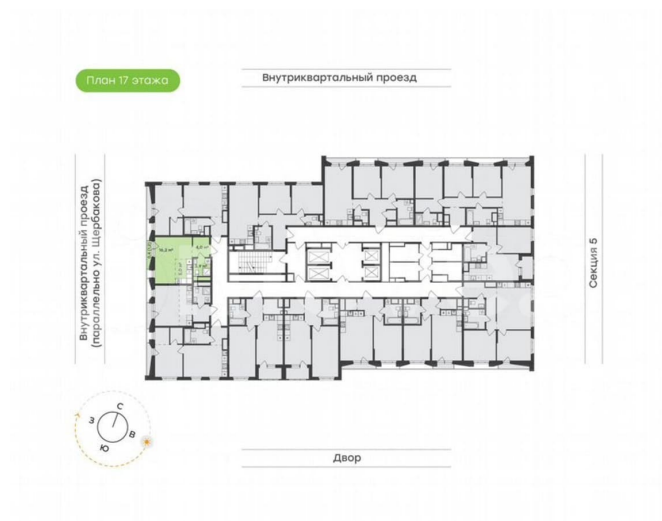 План 17 этажа
Внутриквартальный проезд
Внутриквартальный проезд
(параллельно ул. Щербакова)
Секция 5
С
З
В
Ю
Двор